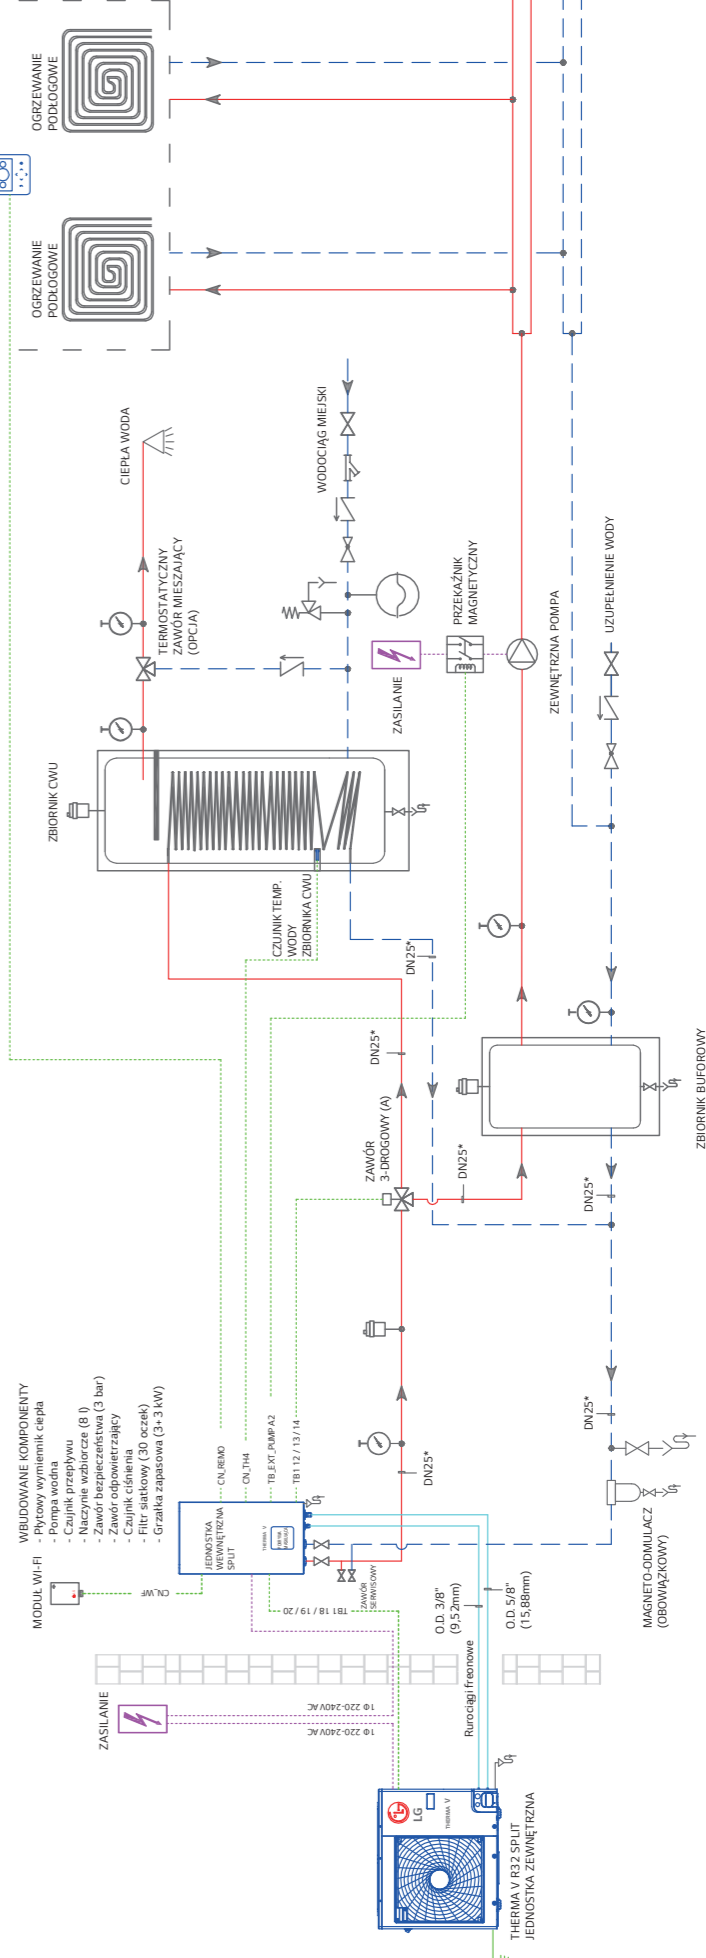 OGRZEWANIE
PODŁOGOWE
OGRZEWANIE
PODŁOGOWE
CIEPŁA WODA
WODOCIĄG MIEJSKI
TERMOSTATYCZNY
ZAWÓR MIESZAJĄCY
(OPCJA)
PRZEKAŹNIK
MAGNETYCZNY
ZASILANIE
ZEWNĘTRZNA POMPA
UZUPEŁNIENIE WODY
ZBIORNIK CWU
CZUJNIK TEMP.
WODY
ZBIORNIKA CWU
DN25*
DN25*
ZAWÓR
3-DROGOWY (A)
DN25*
DN25*
ZBIORNIK BUFOROWY
WBUDOWANE KOMPONENTY
- Płytowy wymiennik ciepła
- Pompa wodna
- Czujnik przepływu
- Naczynie wzbiorcze (8 l)
- Zawór bezpieczeństwa (3 bar)
- Zawór odpowietrzający
- Czujnik ciśnienia
- Filtr siatkowy (30 oczek)
- Grzałka zapasowa (3+3 kW)
MODUŁ WI-FI
CN_WF
CN_REMO
CN_TH4
TB_EXT_PUMP A2
TB1 12 / 13 / 14
JEDNOSTKA
WEWNĘTRZNA
SPLIT
THERMA V
DN25*
DN25*
ZAWÓR
SERWISOWY
TB1 18 / 19 / 20
MAGNETO-ODMULACZ
(OBOWIĄZKOWY)
O.D. 3/8"
(9,52mm)
O.D. 5/8"
(15,88mm)
Rurociągi freonowe
ZASILANIE
1Φ 220-240V AC
1Φ 220-240V AC
LG
THERMA V
THERMA V R32 SPLIT
JEDNOSTKA ZEWNĘTRZNA